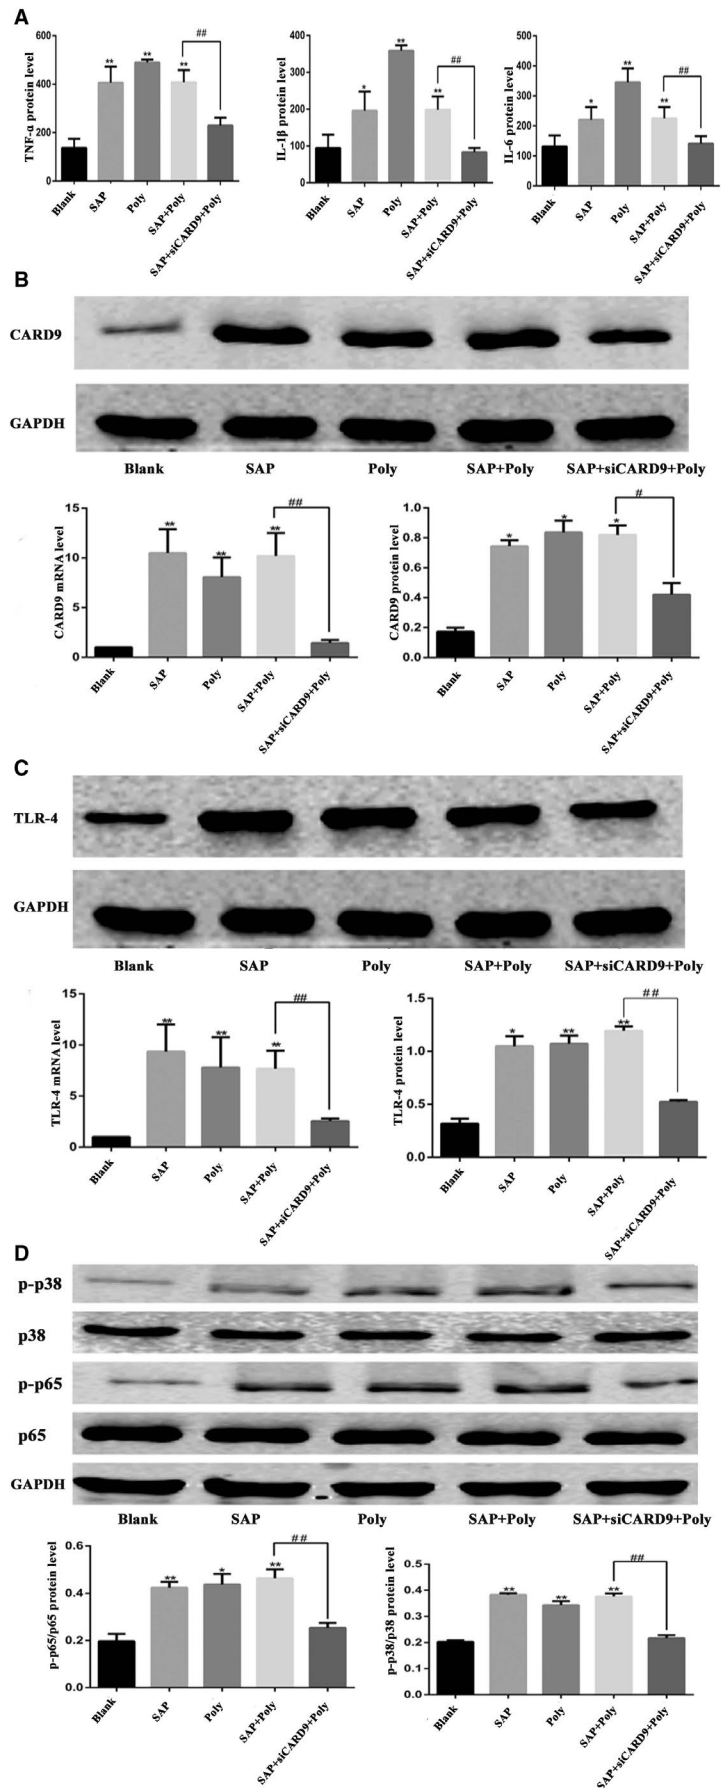 A
TNF-α protein level
600
400
200
0
** ** ** ##
Blank SAP Poly SAP+Poly SAP+siCARD9+Poly
IL-1β protein level
400
300
200
100
0
* ** ** ##
Blank SAP Poly SAP+Poly SAP+siCARD9+Poly
IL-6 protein level
500
400
300
200
100
0
* ** ** ##
Blank SAP Poly SAP+Poly SAP+siCARD9+Poly
B
CARD9
GAPDH
Blank SAP Poly SAP+Poly SAP+siCARD9+Poly
CARD9 mRNA level
15
10
5
0
** ** ** ##
Blank SAP Poly SAP+Poly SAP+siCARD9+Poly
CARD9 protein level
1.0
0.8
0.6
0.4
0.2
0.0
* * * #
Blank SAP Poly SAP+Poly SAP+siCARD9+Poly
C
TLR-4
GAPDH
Blank SAP Poly SAP+Poly SAP+siCARD9+Poly
TLR-4 mRNA level
15
10
5
0
** ** ** ##
Blank SAP Poly SAP+Poly SAP+siCARD9+Poly
TLR-4 protein level
1.5
1.0
0.5
0.0
* ** ** ##
Blank SAP Poly SAP+Poly SAP+siCARD9+Poly
D
p-p38
p38
p-p65
p65
GAPDH
Blank SAP Poly SAP+Poly SAP+siCARD9+Poly
p-p65/p65 protein level
0.6
0.4
0.2
0.0
** * ** ##
Blank SAP Poly SAP+Poly SAP+siCARD9+Poly
p-p38/p38 protein level
0.5
0.4
0.3
0.2
0.1
0.0
** ** ** ##
Blank SAP Poly SAP+Poly SAP+siCARD9+Poly